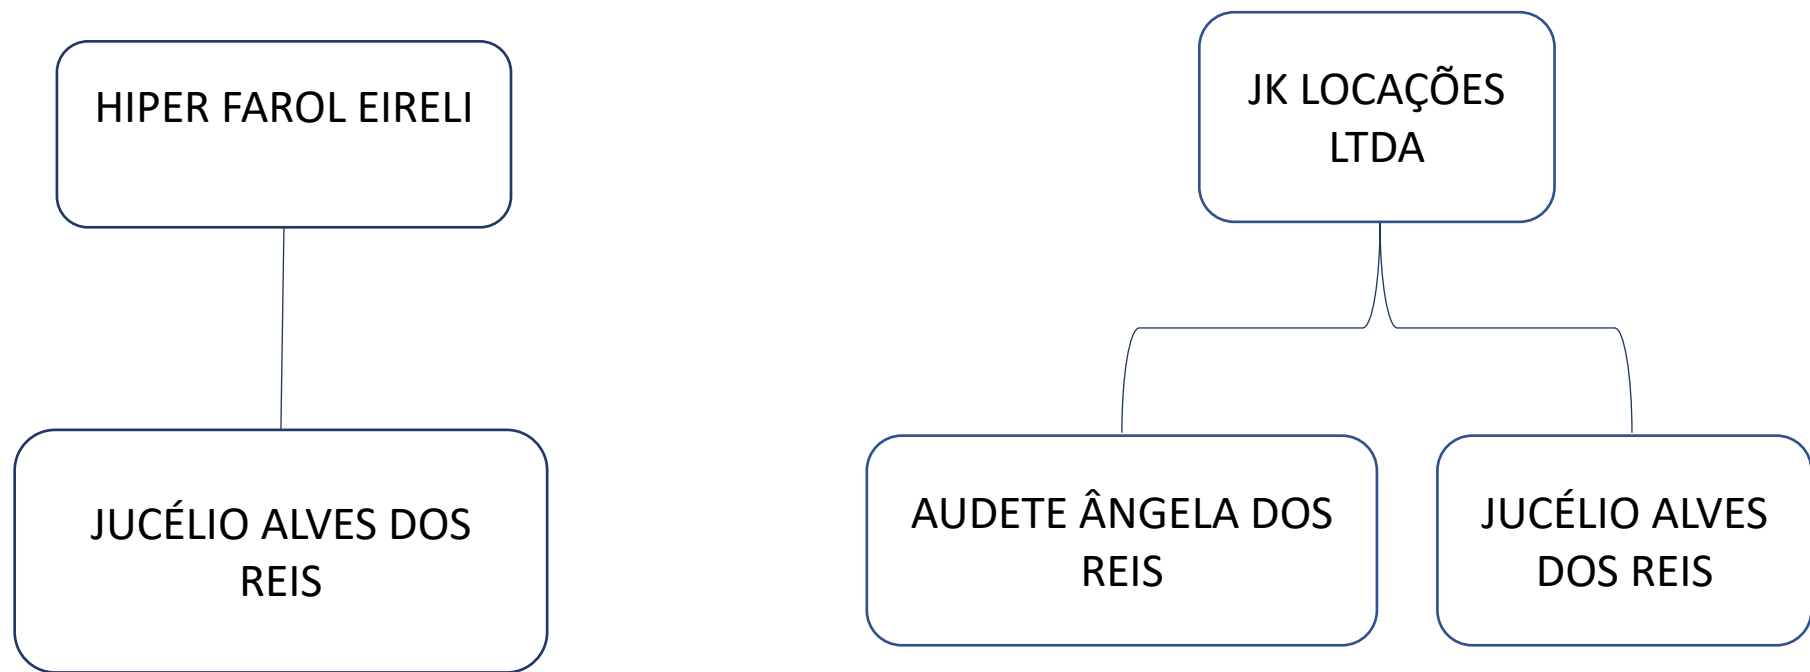 HIPER FAROL EIRELI
JK LOCAÇÕES
LTDA
JUCÉLIO ALVES DOS
REIS
AUDETE ÂNGELA DOS
REIS
JUCÉLIO ALVES
DOS REIS